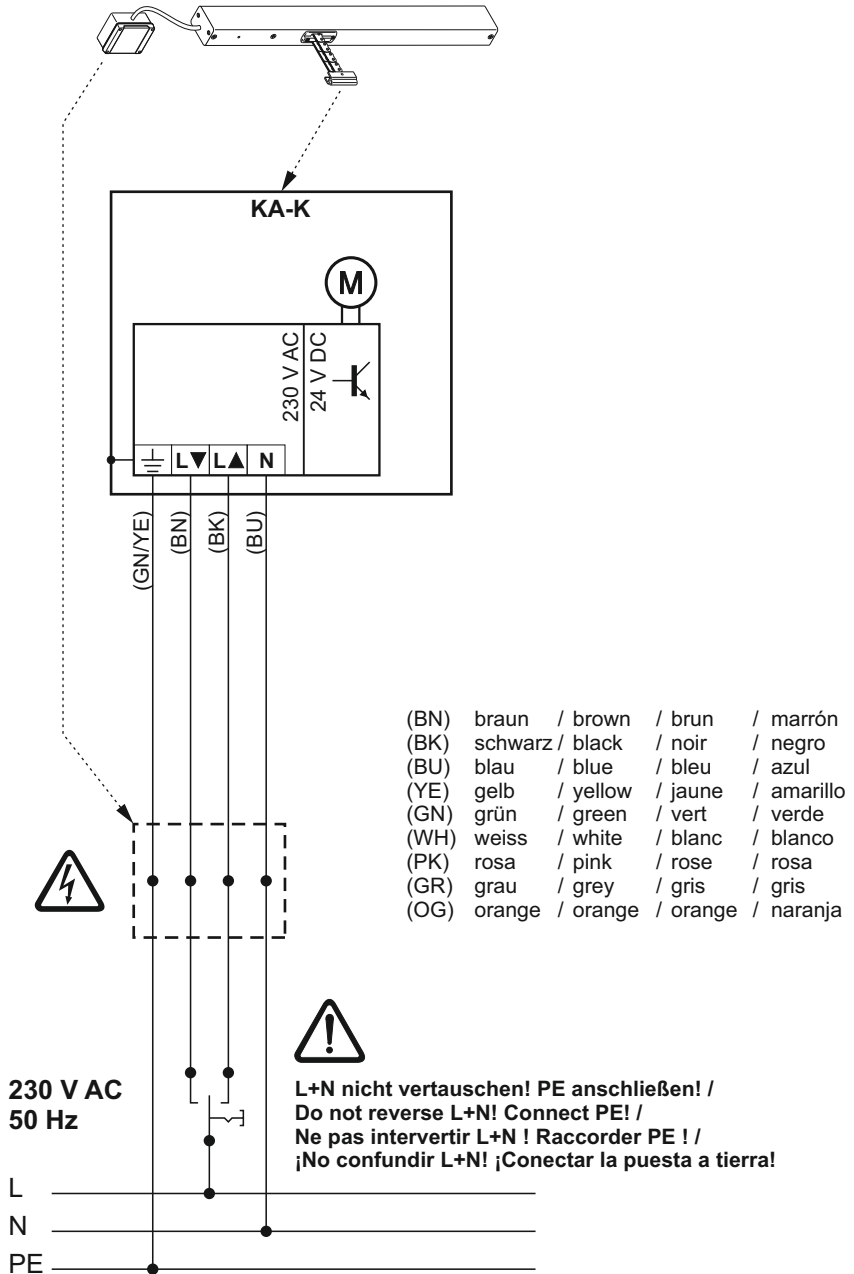 KA-K
M
230 V AC
24 V DC
L▼ L▲ N
(GN/YE)
(BN)
(BK)
(BU)
(BN) braun / brown / brun / marrón
(BK) schwarz / black / noir / negro
(BU) blau / blue / bleu / azul
(YE) gelb / yellow / jaune / amarillo
(GN) grün / green / vert / verde
(WH) weiss / white / blanc / blanco
(PK) rosa / pink / rose / rosa
(GR) grau / grey / gris / gris
(OG) orange / orange / orange / naranja
230 V AC
50 Hz
L+N nicht vertauschen! PE anschließen! /
Do not reverse L+N! Connect PE! /
Ne pas intervertir L+N ! Raccorder PE ! /
¡No confundir L+N! ¡Conectar la puesta a tierra!
L
N
PE